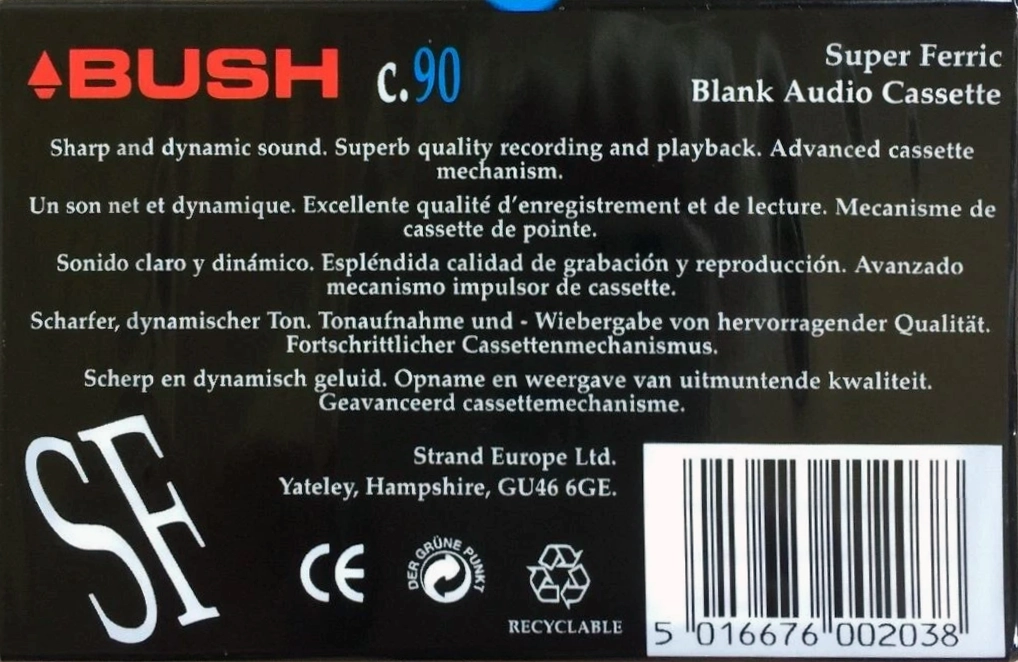 BUSH c.90
Super Ferric
Blank Audio Cassette
Sharp and dynamic sound. Superb quality recording and playback. Advanced cassette
mechanism.
Un son net et dynamique. Excellente qualité d'enregistrement et de lecture. Mecanisme de
cassette de pointe.
Sonido claro y dinámico. Espléndida calidad de grabación y reproducción. Avanzado
mecanismo impulsor de cassette.
Scharfer, dynamischer Ton. Tonaufnahme und - Wiebergabe von hervorragender Qualität.
Fortschrittlicher Cassettenmechanismus.
Scherp en dynamisch geluid. Opname en weergave van uitmuntende kwaliteit.
Geavanceerd cassettemechanisme.
SF
Strand Europe Ltd.
Yateley, Hampshire, GU46 6GE.
CE
DER GRÜNE PUNKT
RECYCLABLE
5 016676 002038